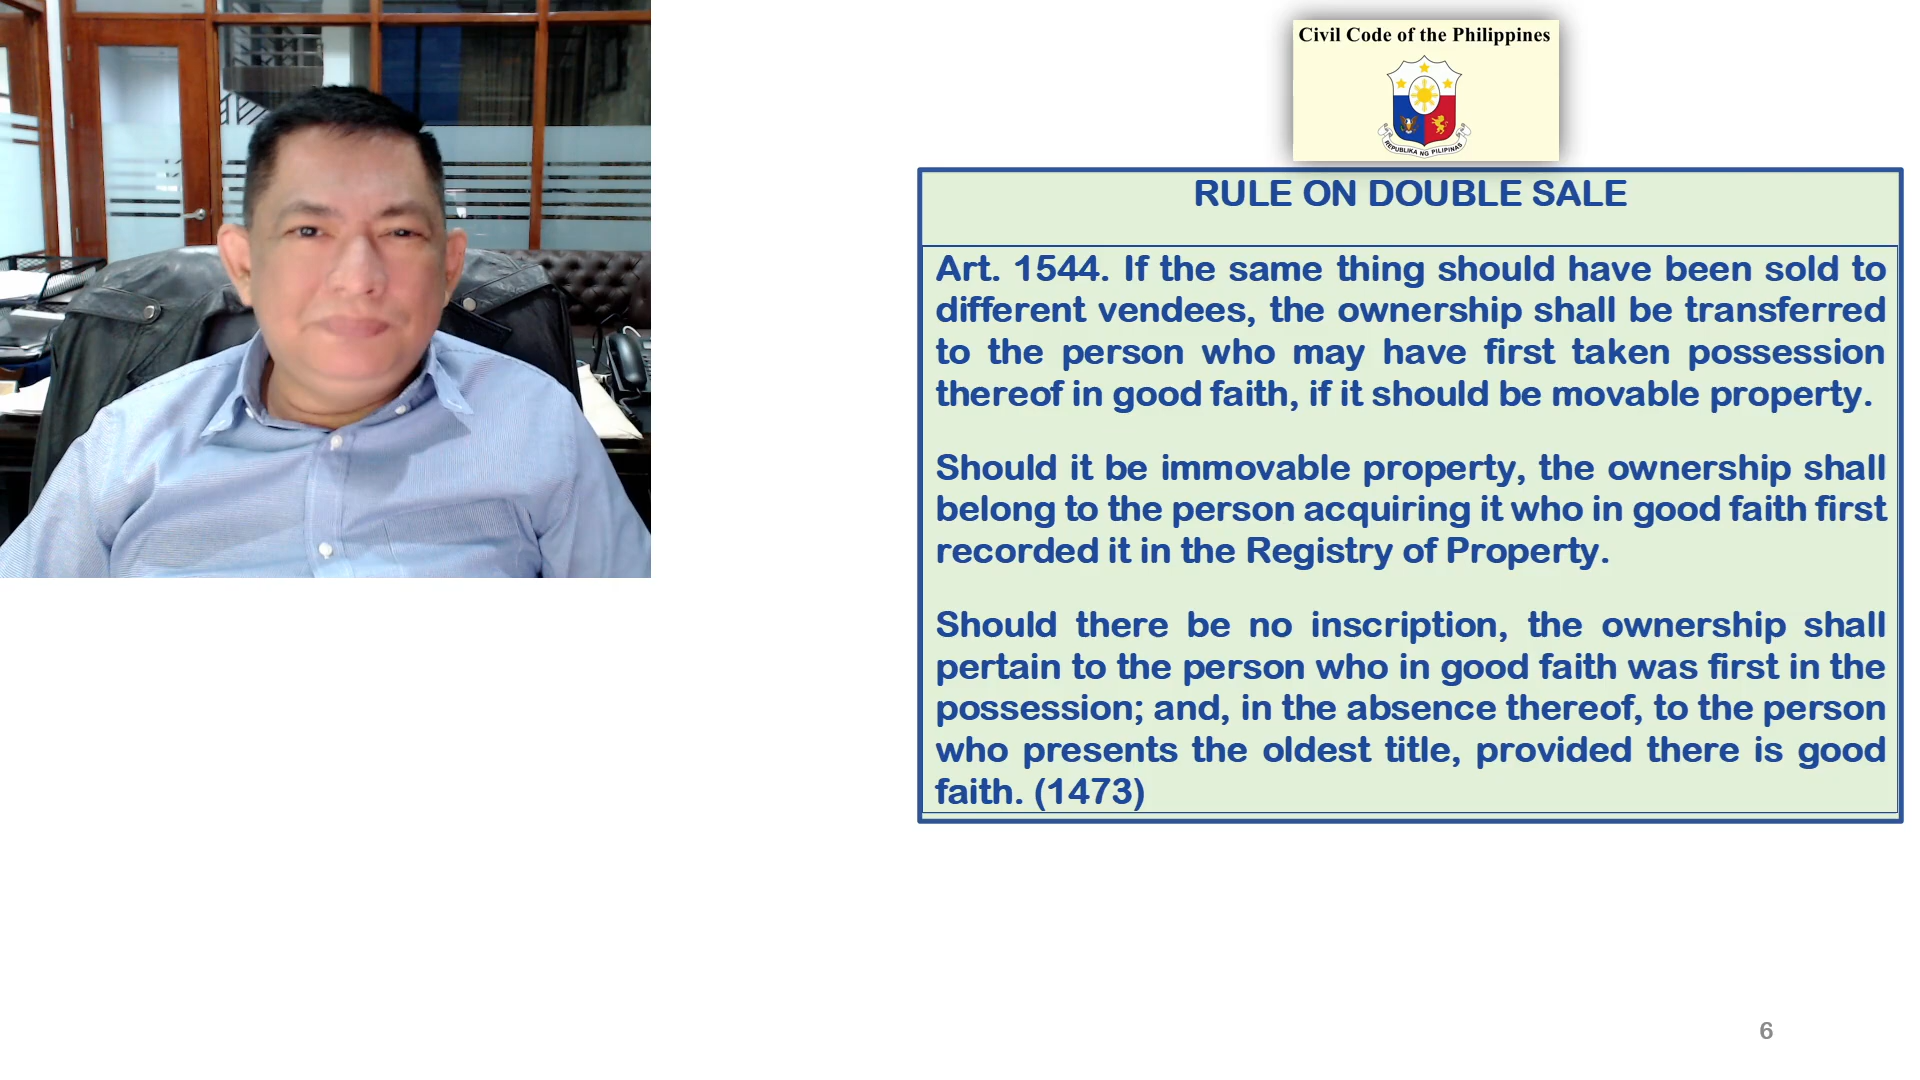 Civil Code of the Philippines
REPUBLIKA NG PILIPINAS
RULE ON DOUBLE SALE
Art. 1544. If the same thing should have been sold to
different vendees, the ownership shall be transferred
to the person who may have first taken possession
thereof in good faith, if it should be movable property.
Should it be immovable property, the ownership shall
belong to the person acquiring it who in good faith first
recorded it in the Registry of Property.
Should there be no inscription, the ownership shall
pertain to the person who in good faith was first in the
possession; and, in the absence thereof, to the person
who presents the oldest title, provided there is good
faith. (1473)
6